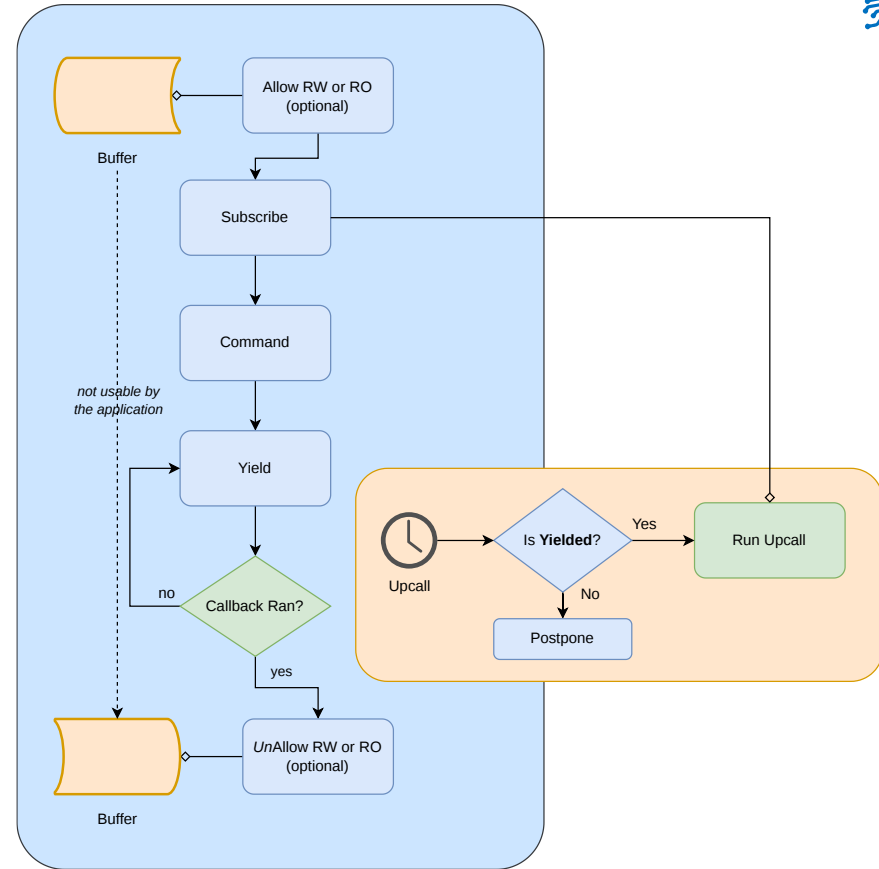 Allow RW or RO
(optional)
Buffer
Subscribe
Command
not usable by
the application
Yield
Callback Ran?
no
yes
UnAllow RW or RO
(optional)
Buffer
Upcall
Is Yielded?
Yes
No
Postpone
Run Upcall